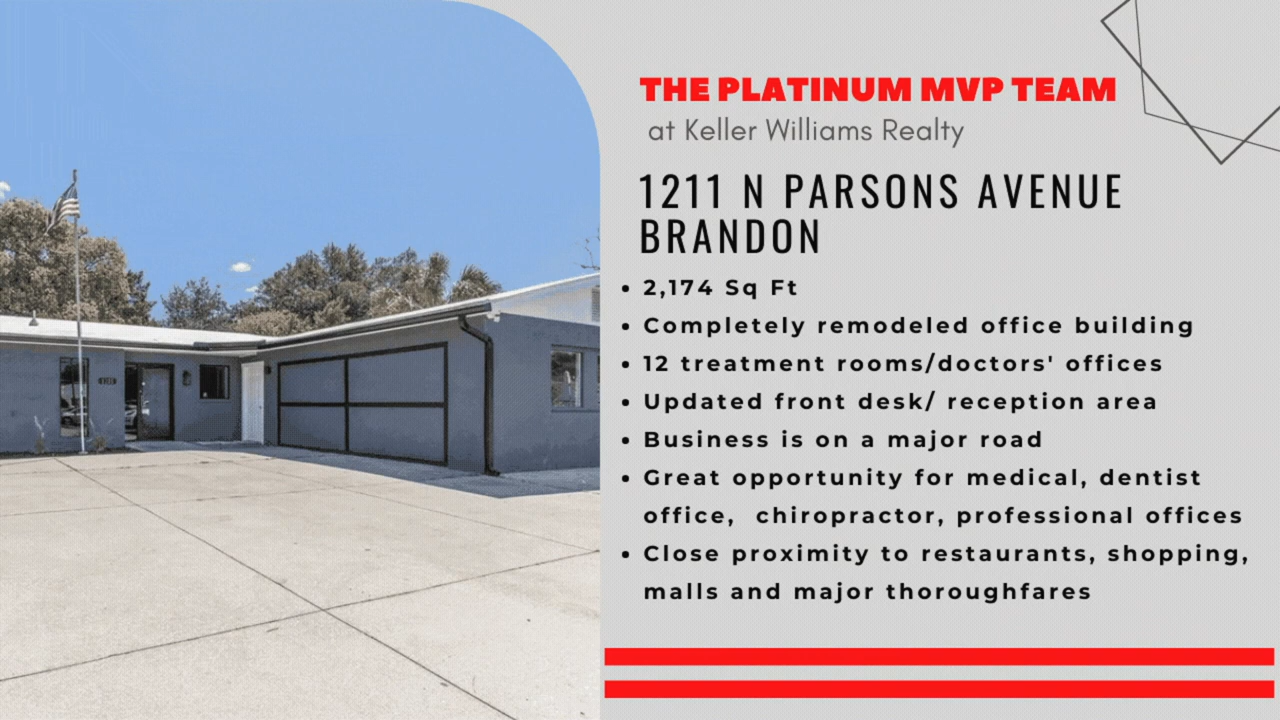 THE PLATINUM MVP TEAM
at Keller Williams Realty
1211 N PARSONS AVENUE
BRANDON
• 2,174 Sq Ft
• Completely remodeled office building
• 12 treatment rooms/doctors' offices
• Updated front desk/ reception area
• Business is on a major road
• Great opportunity for medical, dentist
office,  chiropractor, professional offices
• Close proximity to restaurants, shopping,
malls and major thoroughfares